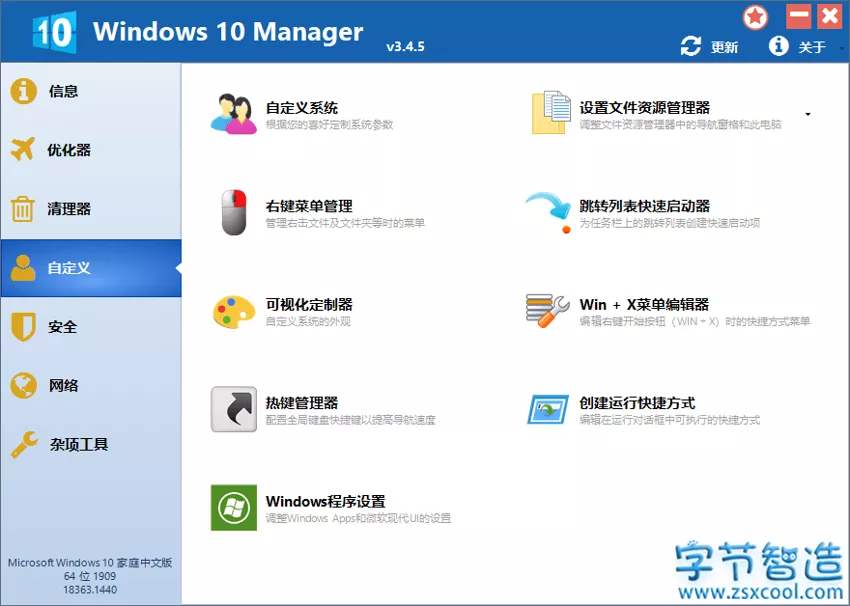 10 Windows 10 Manager v3.4.5
更新
关于
信息
优化器
清理器
自定义
安全
网络
杂项工具
Microsoft Windows 10 家庭中文版
64 位 1909
18363.1440
自定义系统
根据您的喜好定制系统参数
设置文件资源管理器
调整文件资源管理器中的导航窗格和此电脑
右键菜单管理
管理右击文件及文件夹等时的菜单
跳转列表快速启动器
为任务栏上的跳转列表创建快速启动项
可视化定制器
自定义系统的外观
Win + X菜单编辑器
编辑右键开始按钮（WIN + X）时的快捷方式菜单
热键管理器
配置全局键盘快捷键以提高导航速度
创建运行快捷方式
编辑在运行对话框中可执行的快捷方式
Windows程序设置
调整Windows Apps和微软现代UI的设置
字节智造
www.zsxcool.com